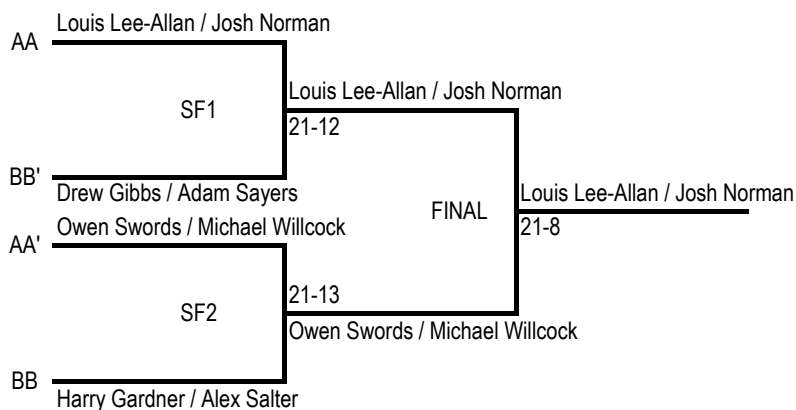 Louis Lee-Allan / Josh Norman
AA
SF1
Louis Lee-Allan / Josh Norman
21-12
BB'
Drew Gibbs / Adam Sayers
FINAL
Louis Lee-Allan / Josh Norman
21-8
Owen Swords / Michael Willcock
AA'
SF2
21-13
Owen Swords / Michael Willcock
BB
Harry Gardner / Alex Salter